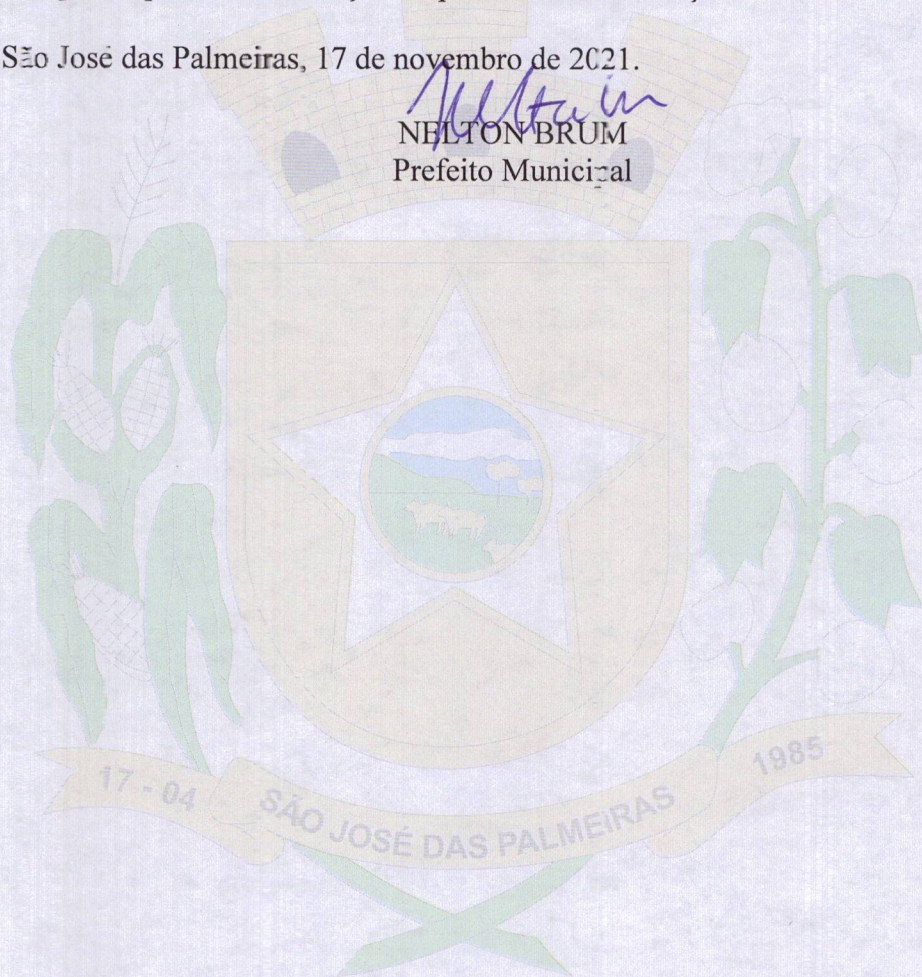 São José das Palmeiras, 17 de novembro de 2021.
NELTON BRUM
Prefeito Municipal
17 - 04
SÃO JOSÉ DAS PALMEIRAS
1985